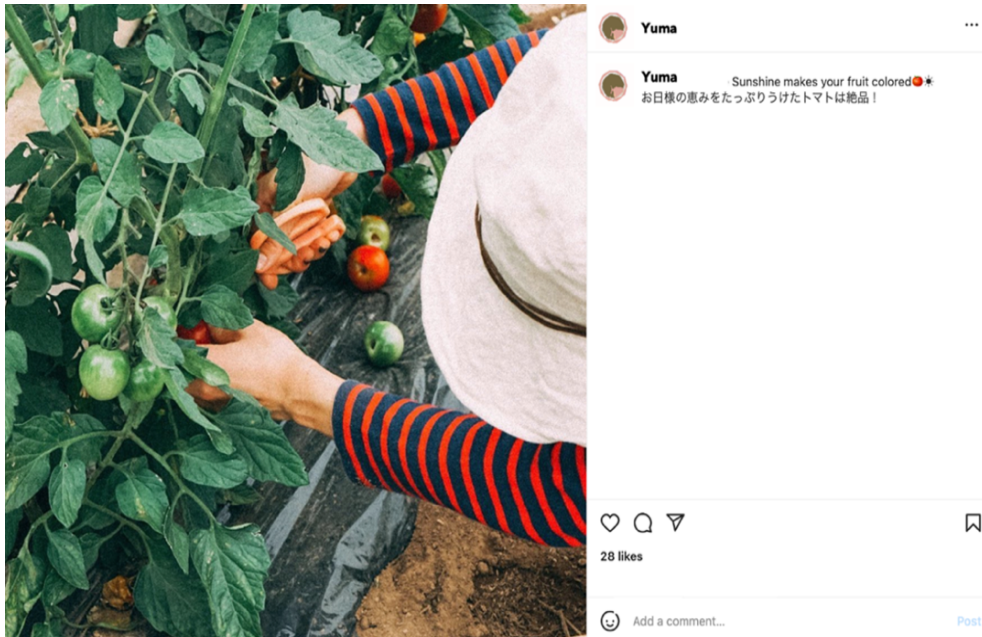 Yuma
Yuma Sunshine makes your fruit colored🍅☀
お日様の恵みをたっぷりうけたトマトは絶品！
28 likes
Add a comment...
Post